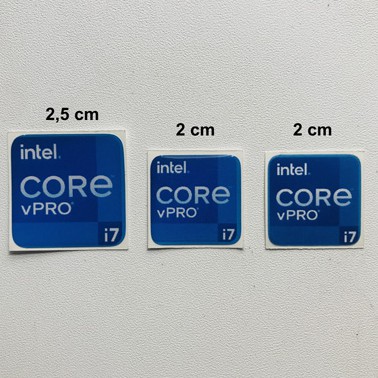 2,5 cm
2 cm
2 cm
intel.
CORE
vPRO®
i7
intel.
CORE
vPRO®
i7
intel.
CORE
vPRO®
i7